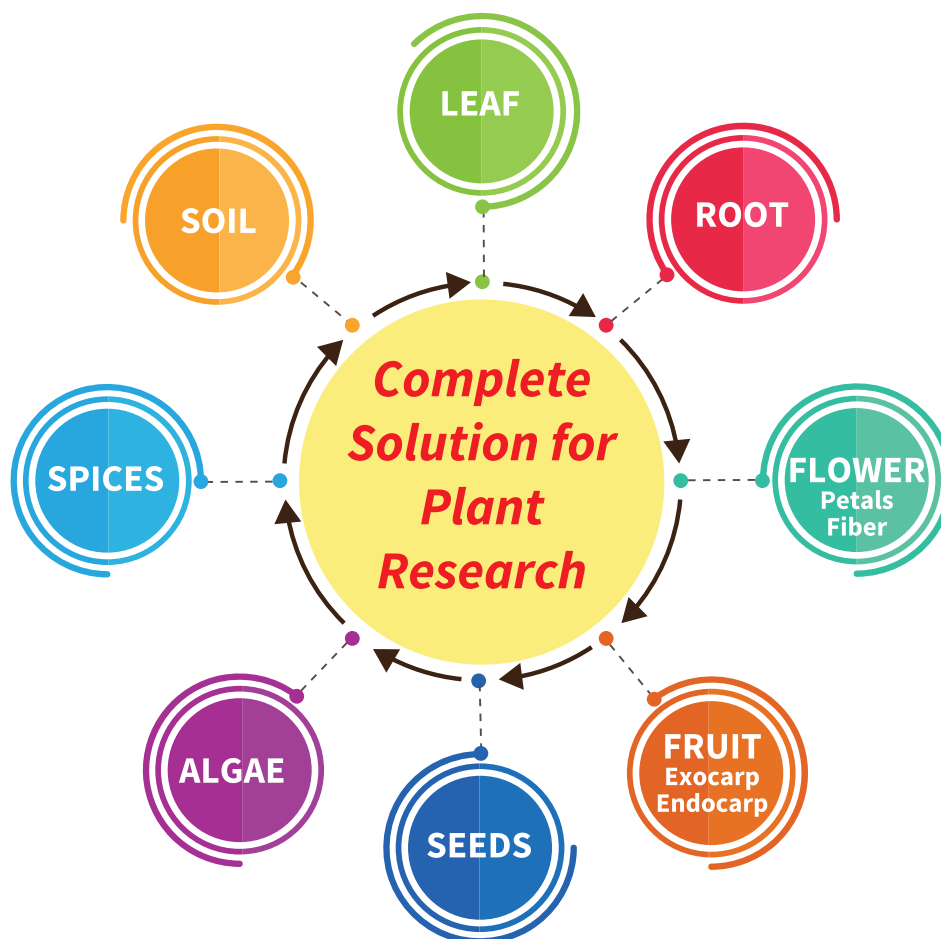 LEAF
ROOT
FLOWER
Petals
Fiber
FRUIT
Exocarp
Endocarp
SEEDS
ALGAE
SPICES
SOIL
Complete
Solution for
Plant
Research